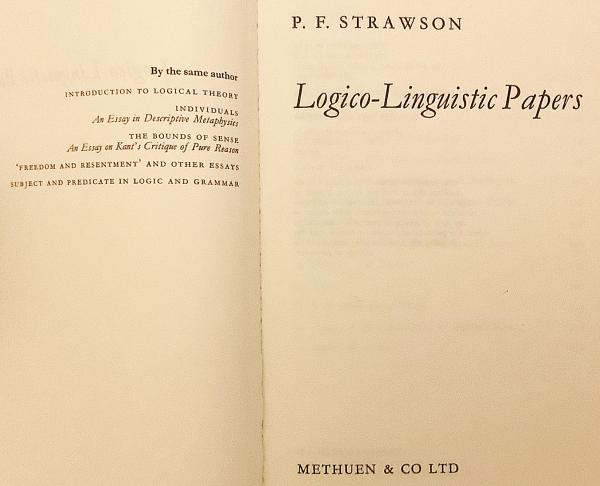 By the same author
INTRODUCTION TO LOGICAL THEORY
INDIVIDUALS
An Essay in Descriptive Metaphysics
THE BOUNDS OF SENSE
An Essay on Kant's Critique of Pure Reason
'FREEDOM AND RESENTMENT' AND OTHER ESSAYS
SUBJECT AND PREDICATE IN LOGIC AND GRAMMAR
P. F. STRAWSON
Logico-Linguistic Papers
METHUEN & CO LTD